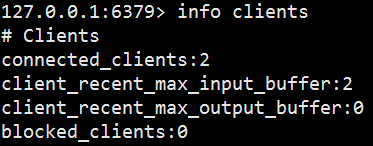 127.0.0.1:6379> info clients
# Clients
connected_clients:2
client_recent_max_input_buffer:2
client_recent_max_output_buffer:0
blocked_clients:0